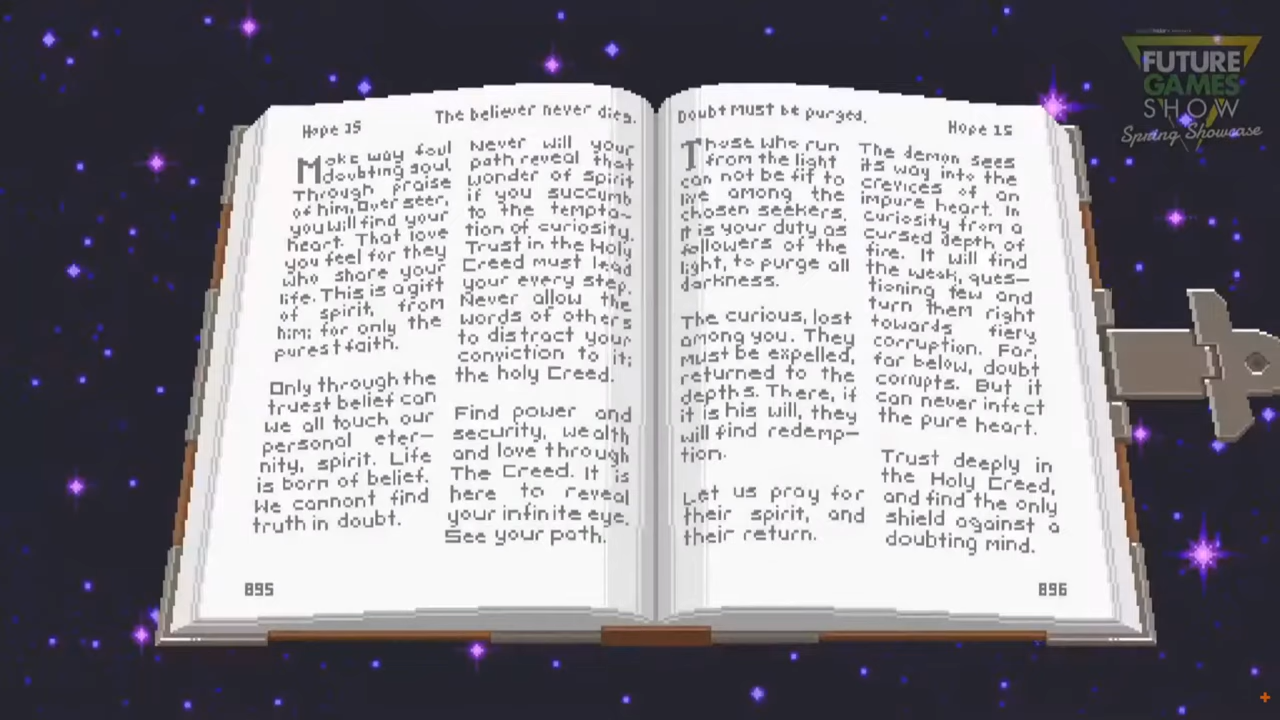 FUTURE
GAMES
SHOW
Spring Showcase
Hope 15
The believer never dies.
Make way foul
doubting soul
Through praise
of him; Overseer,
you will find your
heart. That love
you feel for they
who share your
life. This is a gift
of spirit, from
him; for only the
purest faith.
Only through the
truest belief can
we all touch our
personal eter-
nity, spirit. Life
is born of belief.
We cannont find
truth in doubt.
Never will your
path reveal that
wonder of spirit
if you succumb
to the tempta-
tion of curiosity.
Trust in the Holy
Creed must lead
your every step.
Never allow the
words of others
to distract your
conviction to it;
the holy Creed.
Find power and
security, wealth
and love through
The Creed. It is
here to reveal
your infinite eye.
See your path.
895
Doubt must be purged.
Hope 15
Those who run
from the light
can not be fif to
live among the
chosen seekers.
It is your duty as
followers of the
light, to purge all
darkness.
The curious, lost
among you. They
must be expelled,
returned to the
depths. There, if
it is his will, they
will find redemp-
tion.
Let us pray for
their spirit, and
their return.
The demon sees
its way into the
crevices of an
impure heart. In
curiosity from a
cursed depth of
fire. It will find
the weak, ques-
tioning few and
turn them right
towards fiery
corruption. Far,
far below, doubt
corrupts. But it
can never infect
the pure heart.
Trust deeply in
the Holy Creed,
and find the only
shield against a
doubting mind.
896